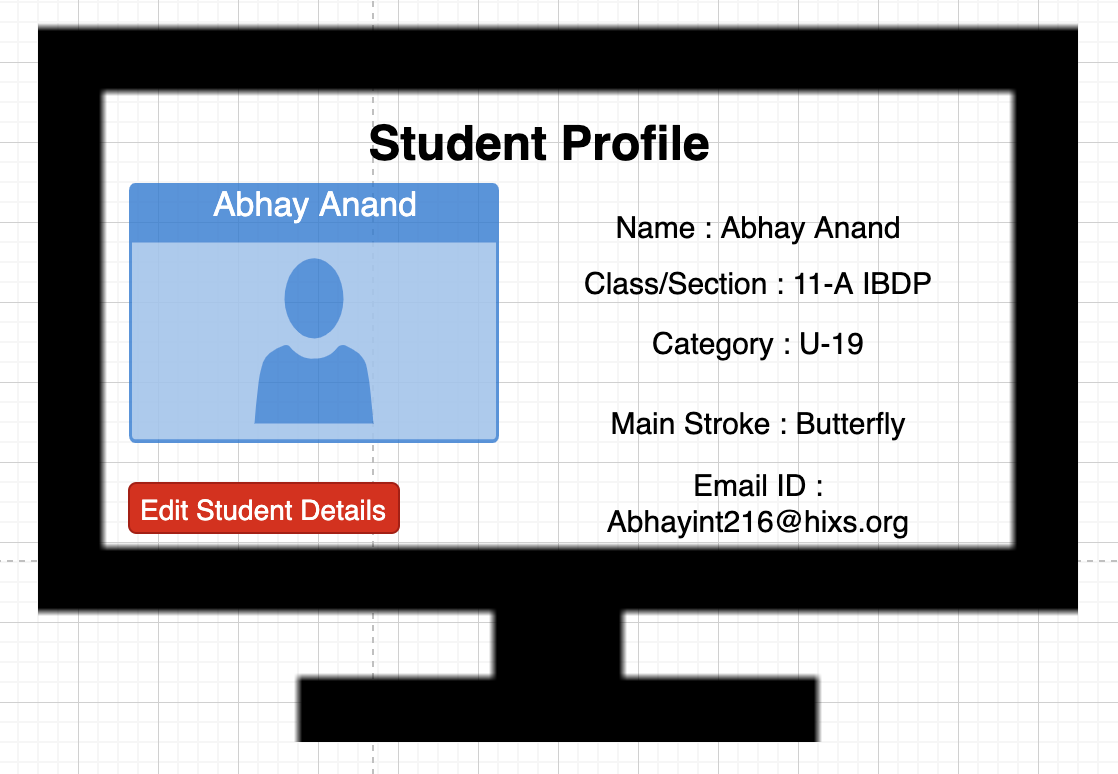 Student Profile
Abhay Anand
Name : Abhay Anand
Class/Section : 11-A IBDP
Category : U-19
Main Stroke : Butterfly
Email ID :
Abhayint216@hixs.org
Edit Student Details